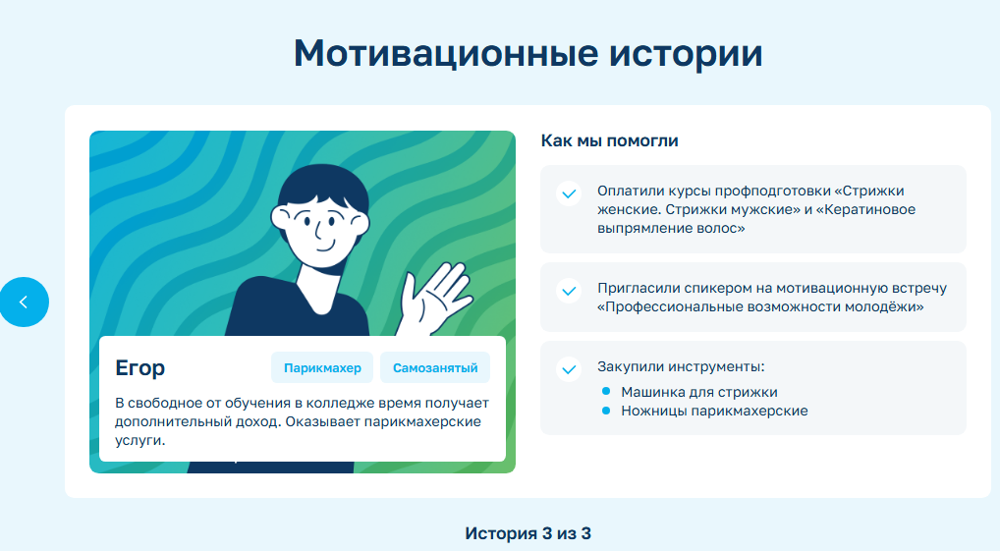 Мотивационные истории
Егор
Парикмахер
Самозанятый
В свободное от обучения в колледже время получает
дополнительный доход. Оказывает парикмахерские
услуги.
Как мы помогли
Оплатили курсы профподготовки «Стрижки
женские. Стрижки мужские» и «Кератиновое
выпрямление волос»
Пригласили спикером на мотивационную встречу
«Профессиональные возможности молодёжи»
Закупили инструменты:
Машинка для стрижки
Ножницы парикмахерские
История 3 из 3